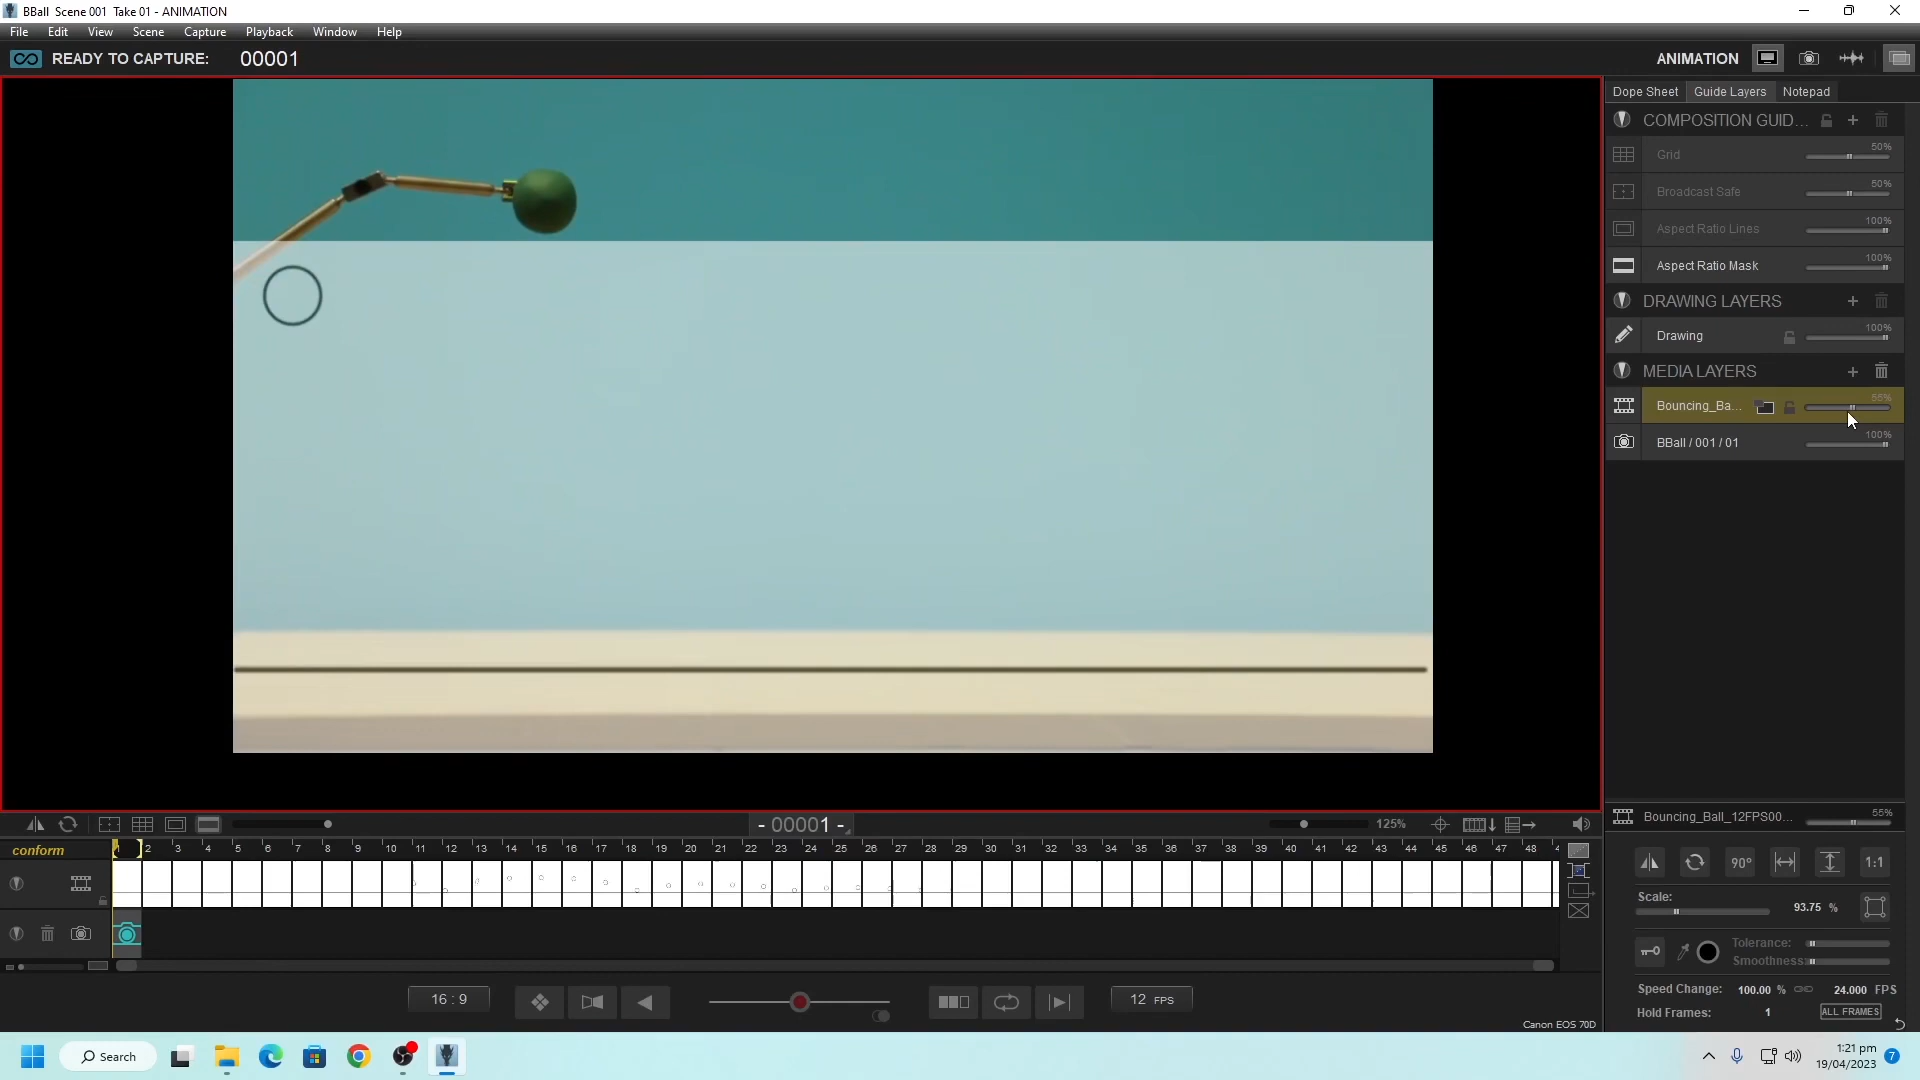 BBall Scene 001 Take 01 - ANIMATION
File Edit View Scene Capture Playback Window Help
READY TO CAPTURE: 00001
ANIMATION
Dope Sheet Guide Layers Notepad
COMPOSITION GUID...
Grid 50%
Broadcast Safe 50%
Aspect Ratio Lines 100%
Aspect Ratio Mask 100%
DRAWING LAYERS
Drawing 100%
MEDIA LAYERS
Bouncing_Ba... 55%
BBall / 001 / 01 100%
- 00001 -
125%
conform
1 2 3 4 5 6 7 8 9 10 11 12 13 14 15 16 17 18 19 20 21 22 23 24 25 26 27 28 29 30 31 32 33 34 35 36 37 38 39 40 41 42 43 44 45 46 47 48
Bouncing_Ball_12FPS00... 55%
90° 1:1
Scale: 93.75 %
Tolerance:
Smoothness:
Speed Change: 100.00 % 24.000 FPS
Hold Frames: 1 ALL FRAMES
16 : 9
12 FPS
Canon EOS 70D
Search
1:21 pm
19/04/2023
7